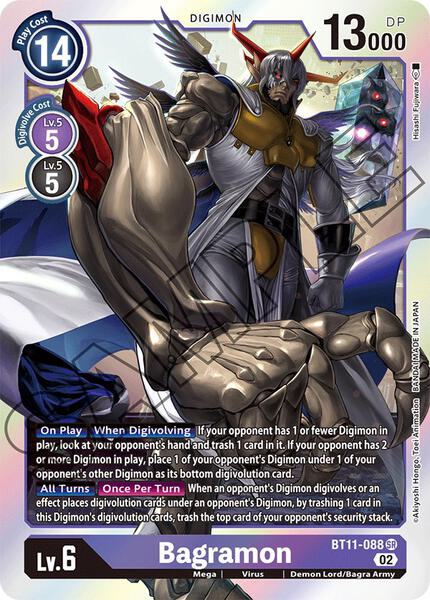 Play Cost
14
DIGIMON
13000
DP
Digivolve Cost
Lv.5
5
Lv.5
5
Hisashi Fujiwara
SAMPLE
©Akiyoshi Hongo, Toei Animation BANDAI MADE IN JAPAN
On Play When Digivolving If your opponent has 1 or fewer Digimon in
play, look at your opponent's hand and trash 1 card in it. If your opponent has 2
or more Digimon in play, place 1 of your opponent's Digimon under 1 of your
opponent's other Digimon as its bottom digivolution card.
All Turns Once Per Turn When an opponent's Digimon digivolves or an
effect places digivolution cards under an opponent's Digimon, by trashing 1 card in
this Digimon's digivolution cards, trash the top card of your opponent's security stack.
Lv.6
Bagramon
BT11-088 SR
02
Mega Virus Demon Lord/Bagra Army